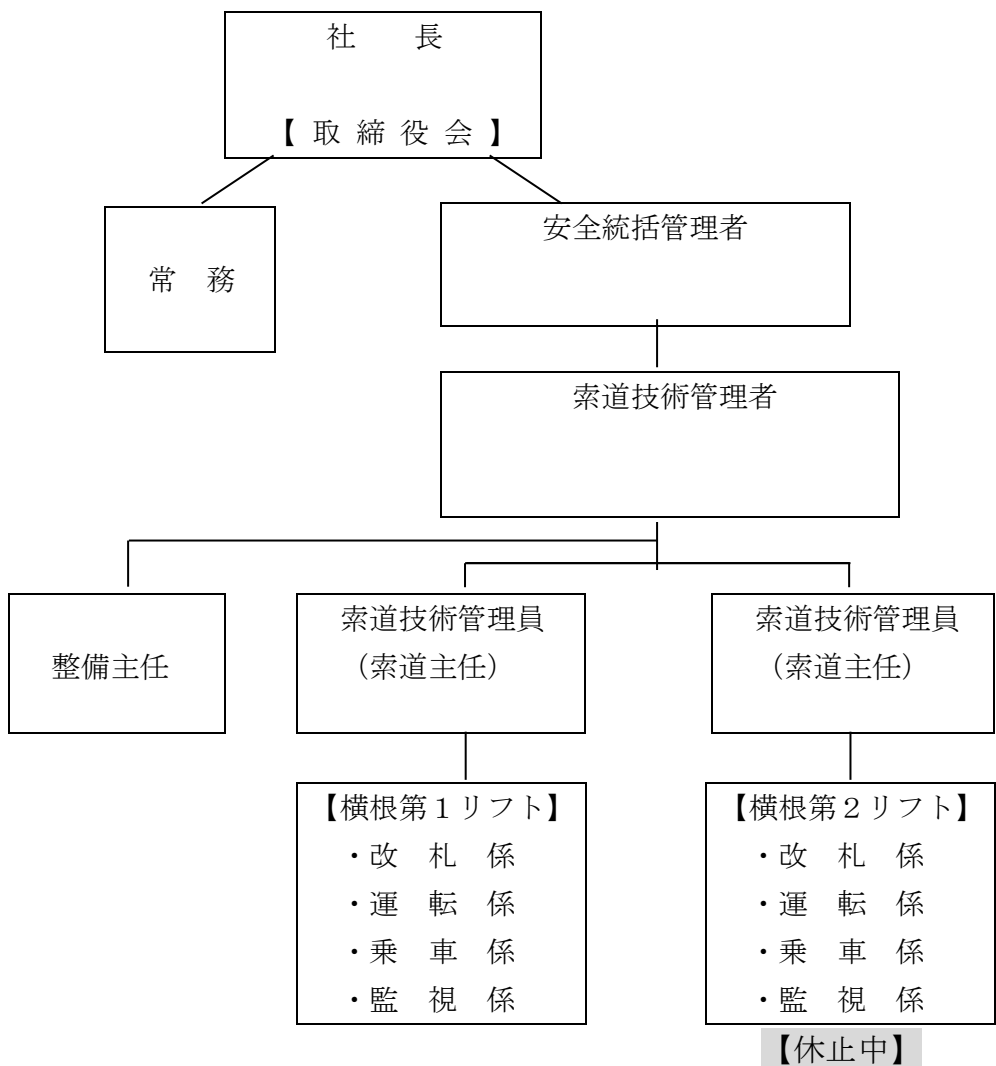 社　　長
【 取 締 役 会 】
安全統括管理者
常　務
索道技術管理者
整備主任
索道技術管理員
（索道主任）
索道技術管理員
（索道主任）
【横根第１リフト】
・改　札　係
・運　転　係
・乗　車　係
・監　視　係
【横根第２リフト】
・改　札　係
・運　転　係
・乗　車　係
・監　視　係
【休止中】